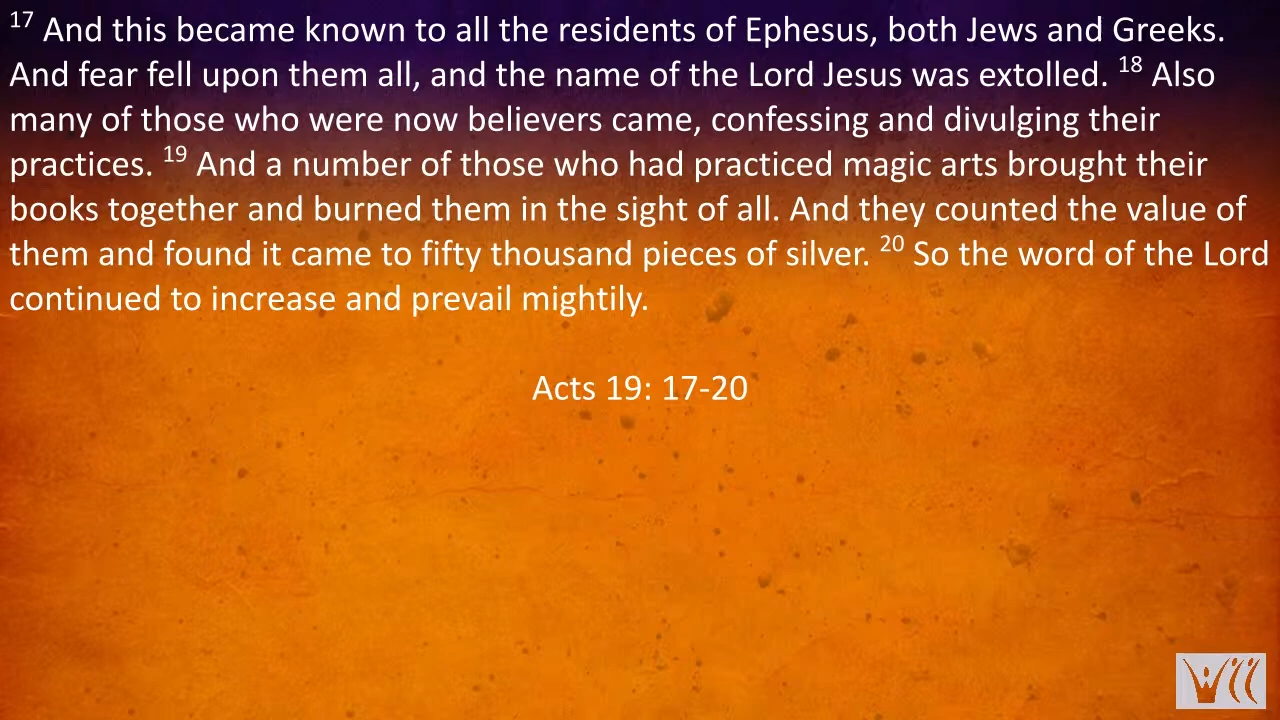 17 And this became known to all the residents of Ephesus, both Jews and Greeks.
And fear fell upon them all, and the name of the Lord Jesus was extolled. 18 Also
many of those who were now believers came, confessing and divulging their
practices. 19 And a number of those who had practiced magic arts brought their
books together and burned them in the sight of all. And they counted the value of
them and found it came to fifty thousand pieces of silver. 20 So the word of the Lord
continued to increase and prevail mightily.
Acts 19: 17-20